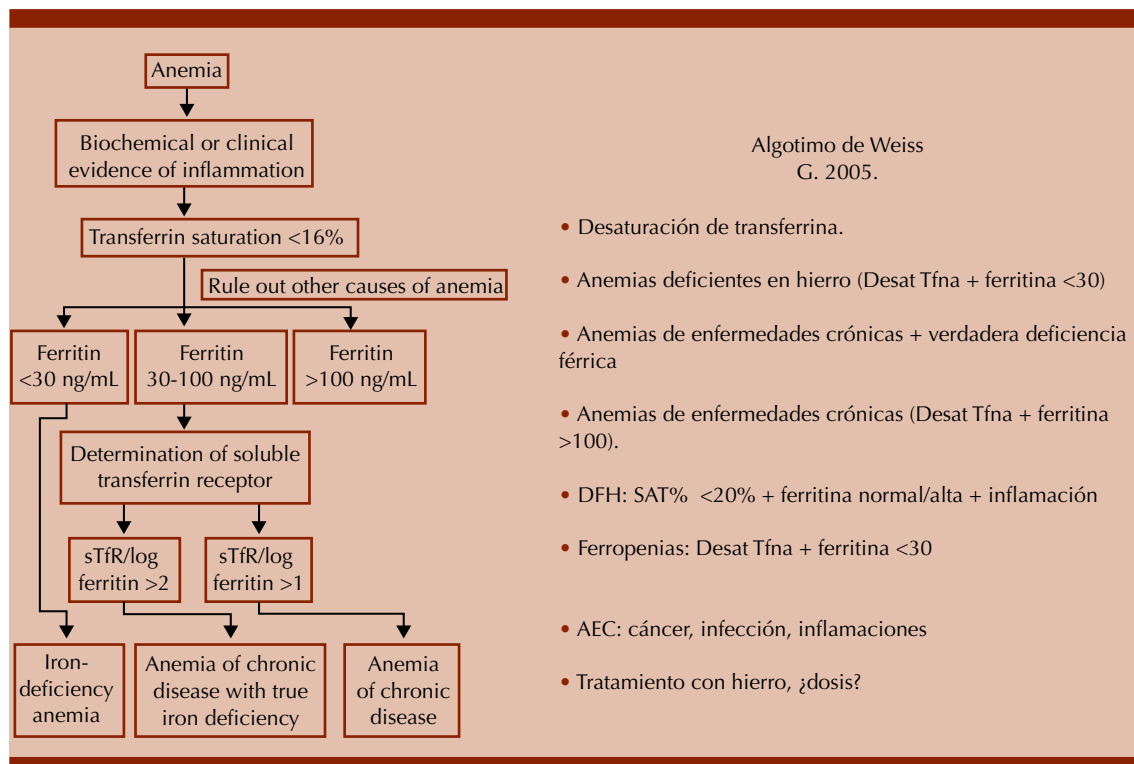 Anemia
Biochemical or clinical
evidence of inflammation
Transferrin saturation <16%
Rule out other causes of anemia
Ferritin
<30 ng/mL
Ferritin
30-100 ng/mL
Ferritin
>100 ng/mL
Determination of soluble
transferrin receptor
sTfR/log
ferritin >2
sTfR/log
ferritin >1
Iron-
deficiency
anemia
Anemia of chronic
disease with true
iron deficiency
Anemia
of chronic
disease
Algotimo de Weiss
G. 2005.
• Desaturación de transferrina.
• Anemias deficientes en hierro (Desat Tfna + ferritina <30)
• Anemias de enfermedades crónicas + verdadera deficiencia
férrica
• Anemias de enfermedades crónicas (Desat Tfna + ferritina
>100).
• DFH: SAT% <20% + ferritina normal/alta + inflamación
• Ferropenias: Desat Tfna + ferritina <30
• AEC: cáncer, infección, inflamaciones
• Tratamiento con hierro, ¿dosis?